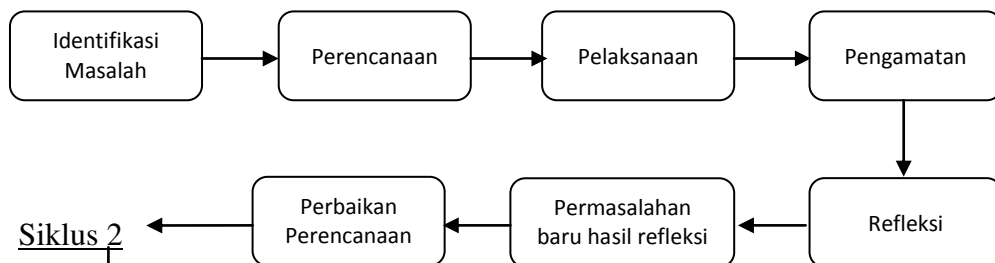 Identifikasi
Masalah
Perencanaan
Pelaksanaan
Pengamatan
Refleksi
Permasalahan
baru hasil refleksi
Perbaikan
Perencanaan
Siklus 2